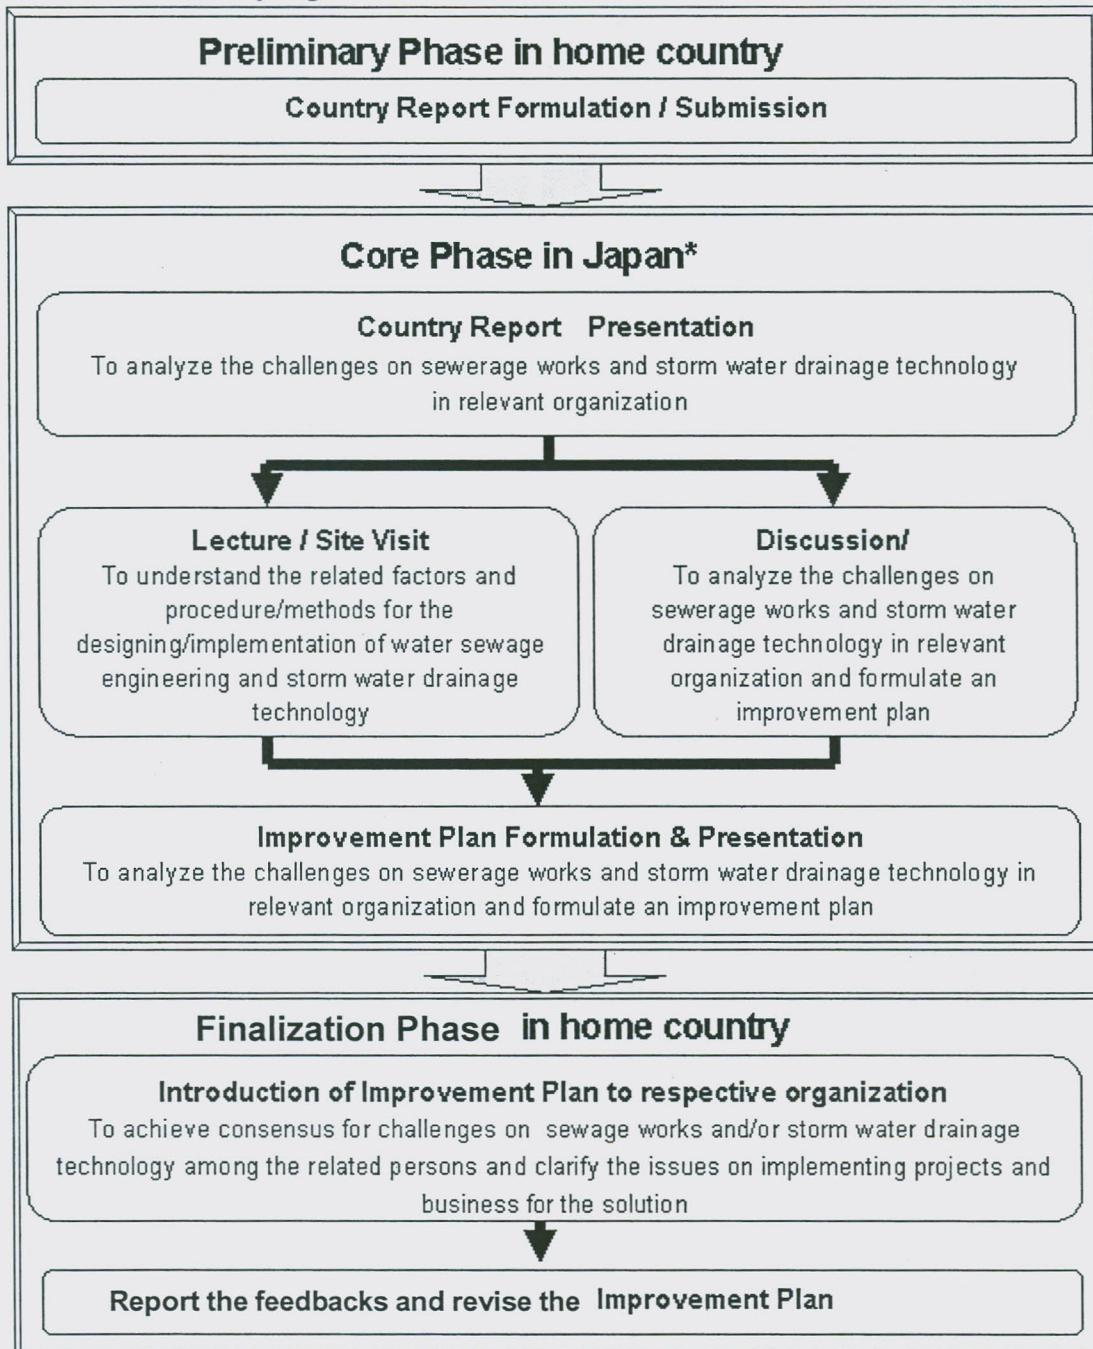 Preliminary Phase in home country
Country Report Formulation / Submission
Core Phase in Japan*
Country Report Presentation
To analyze the challenges on sewerage works and storm water drainage technology
in relevant organization
Lecture / Site Visit
To understand the related factors and
procedure/methods for the
designing/implementation of water sewage
engineering and storm water drainage
technology
Discussion/
To analyze the challenges on
sewerage works and storm water
drainage technology in relevant
organization and formulate an
improvement plan
Improvement Plan Formulation & Presentation
To analyze the challenges on sewerage works and storm water drainage technology in
relevant organization and formulate an improvement plan
Finalization Phase in home country
Introduction of Improvement Plan to respective organization
To achieve consensus for challenges on sewage works and/or storm water drainage
technology among the related persons and clarify the issues on implementing projects and
business for the solution
Report the feedbacks and revise the Improvement Plan